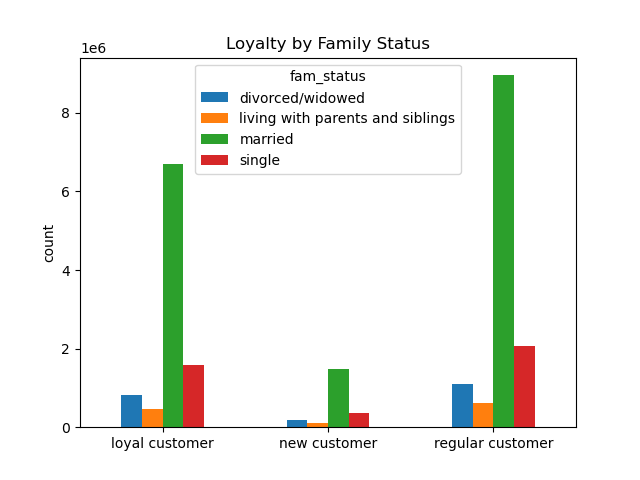 Loyalty by Family Status
1e6
fam_status
divorced/widowed
living with parents and siblings
married
single
8
6
4
2
0
count
loyal customer
new customer
regular customer